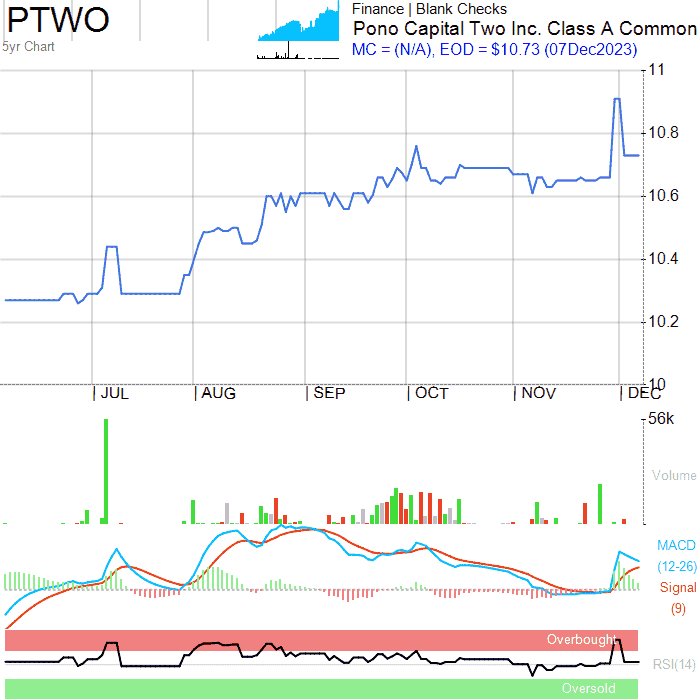 PTWO
5yr Chart
Finance | Blank Checks
Pono Capital Two Inc. Class A Common
MC = (N/A), EOD = $10.73 (07Dec2023)
11
10.8
10.6
10.4
10.2
10
JUL AUG SEP OCT NOV DEC
56k
Volume
MACD
(12-26)
Signal
(9)
Overbought
RSI(14)
Oversold